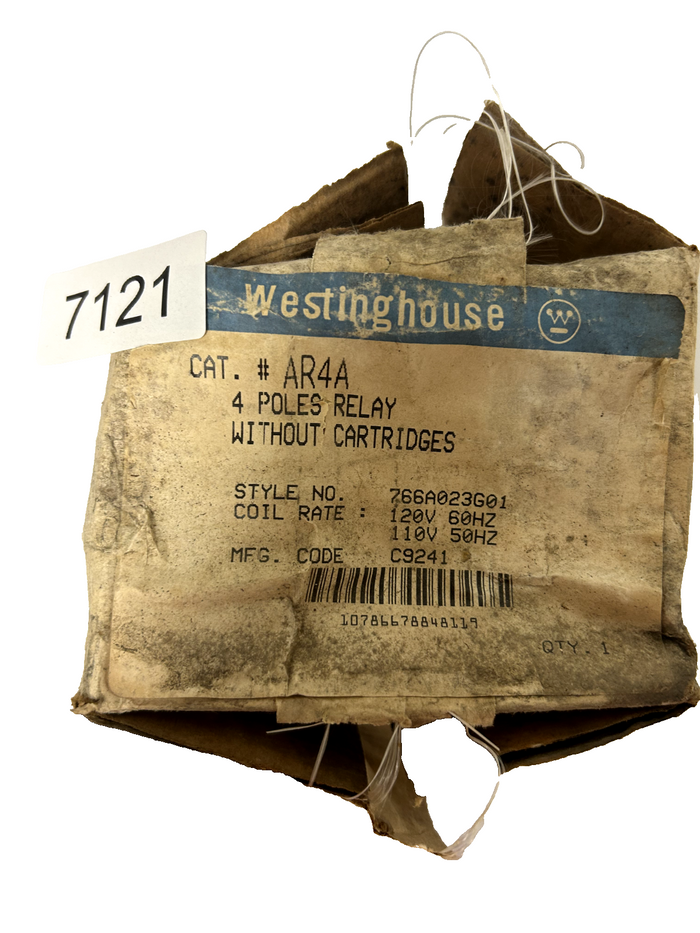 7121
Westinghouse
CAT. # AR4A
4 POLES RELAY
WITHOUT CARTRIDGES
STYLE NO. 766A023G01
COIL RATE : 120V 60HZ
110V 50HZ
MFG. CODE C9241
10786678848119
QTY. 1